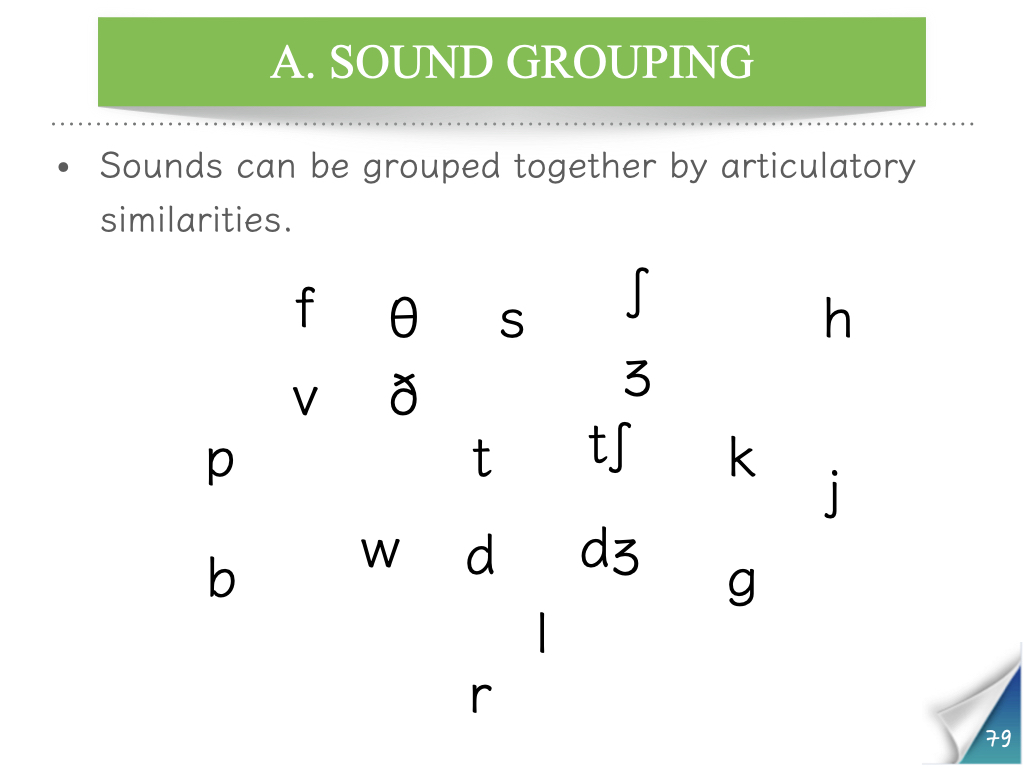 A. SOUND GROUPING
• Sounds can be grouped together by articulatory
similarities.
f θ s ʃ h
v ð ʒ
p t tʃ k j
b w d dʒ g
l
r
79